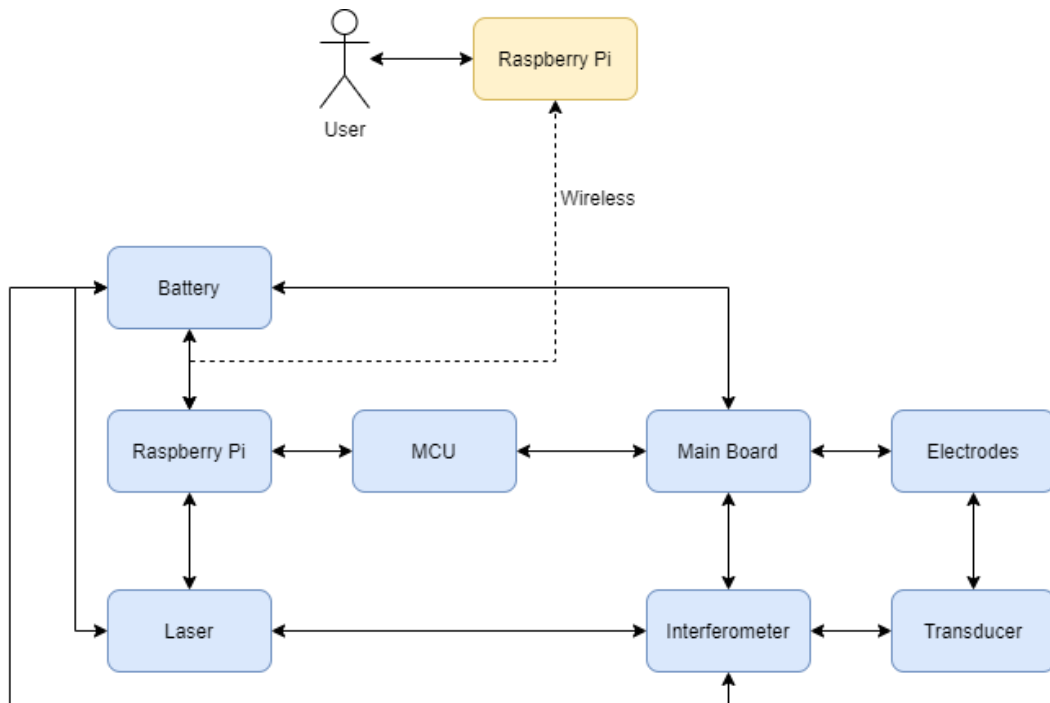 Raspberry Pi
User
Wireless
Battery
Raspberry Pi
MCU
Main Board
Electrodes
Laser
Interferometer
Transducer